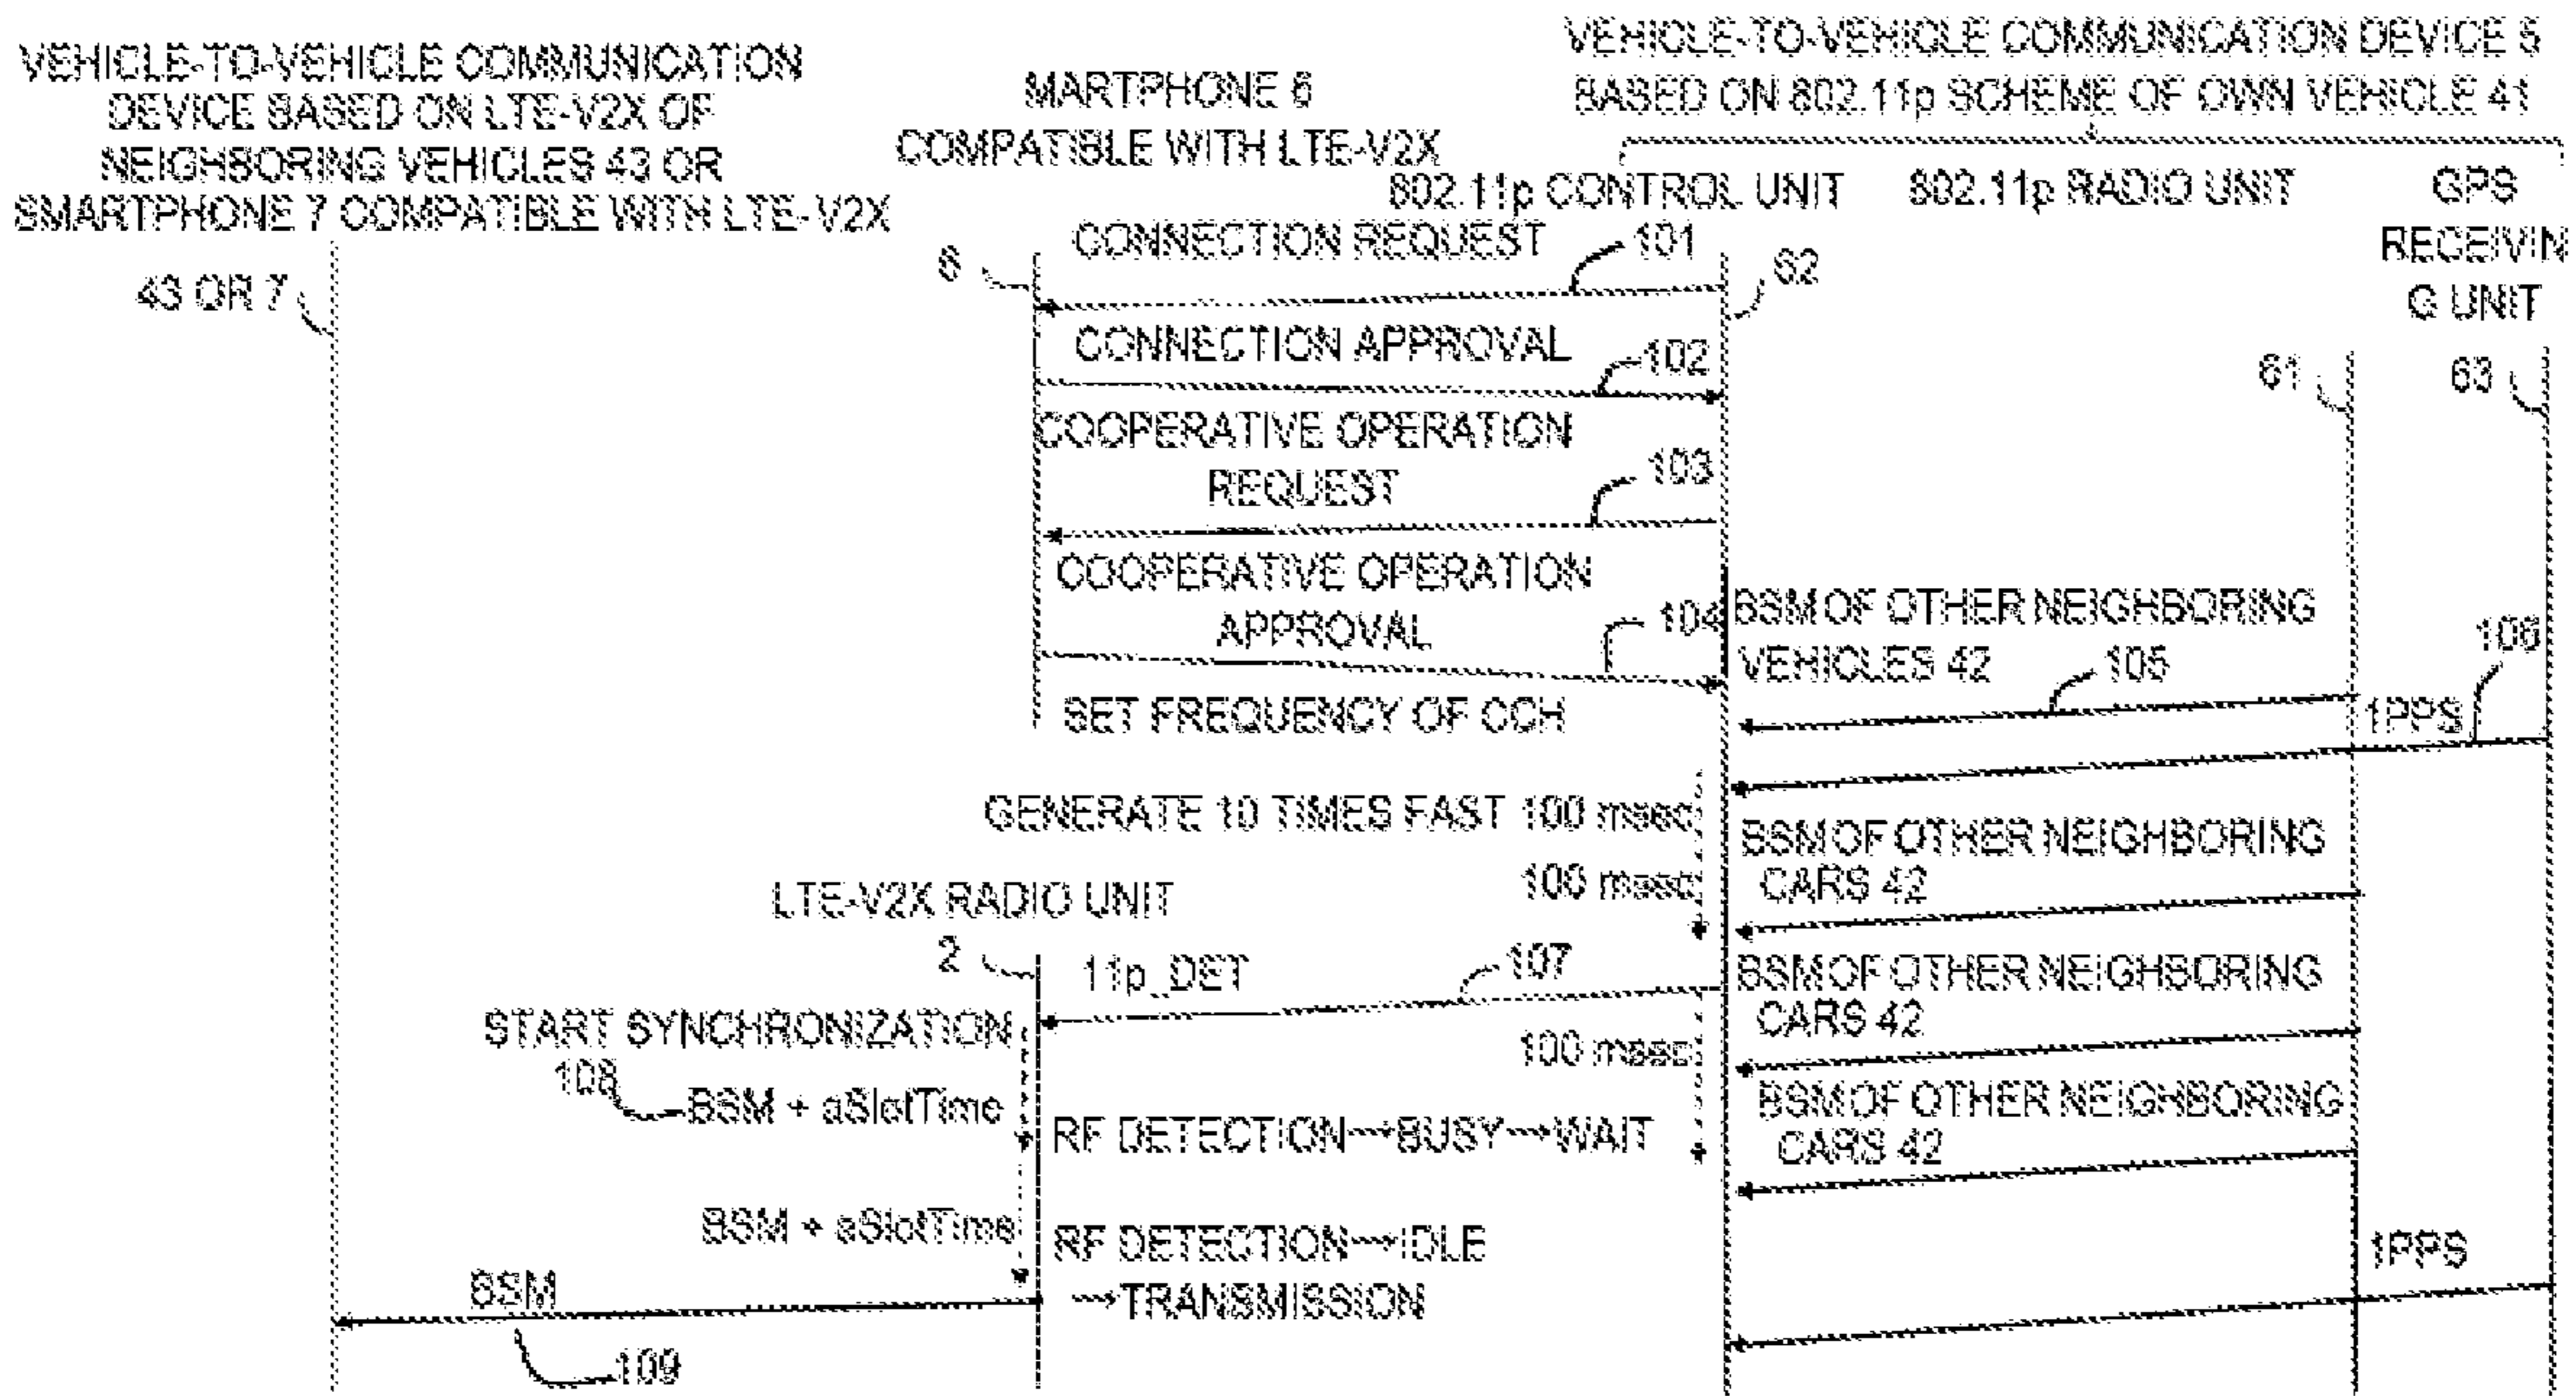 VEHICLE-TO-VEHICLE COMMUNICATION
DEVICE BASED ON LTE-V2X OF
NEIGHBORING VEHICLES 43 OR
SMARTPHONE 7 COMPATIBLE WITH LTE-V2X
MARTPHONE 6
COMPATIBLE WITH LTE-V2X
VEHICLE-TO-VEHICLE COMMUNICATION DEVICE 5
BASED ON 802.11p SCHEME OF OWN VEHICLE 41
802.11p CONTROL UNIT
802.11p RADIO UNIT
GPS
RECEIVIN
G UNIT
43 OR 7
6
CONNECTION REQUEST
101
62
CONNECTION APPROVAL
102
61
63
COOPERATIVE OPERATION
REQUEST
103
COOPERATIVE OPERATION
APPROVAL
104
BSM OF OTHER NEIGHBORING
VEHICLES 42
105
106
SET FREQUENCY OF CCH
1PPS
GENERATE 10 TIMES FAST 100 msec
100 msec
BSM OF OTHER NEIGHBORING
CARS 42
LTE-V2X RADIO UNIT
2
11p_DET
107
BSM OF OTHER NEIGHBORING
CARS 42
START SYNCHRONIZATION
100 msec
108
BSM + aSlotTime
RF DETECTION→BUSY→WAIT
BSM OF OTHER NEIGHBORING
CARS 42
BSM + aSlotTime
RF DETECTION→IDLE
→TRANSMISSION
1PPS
BSM
109